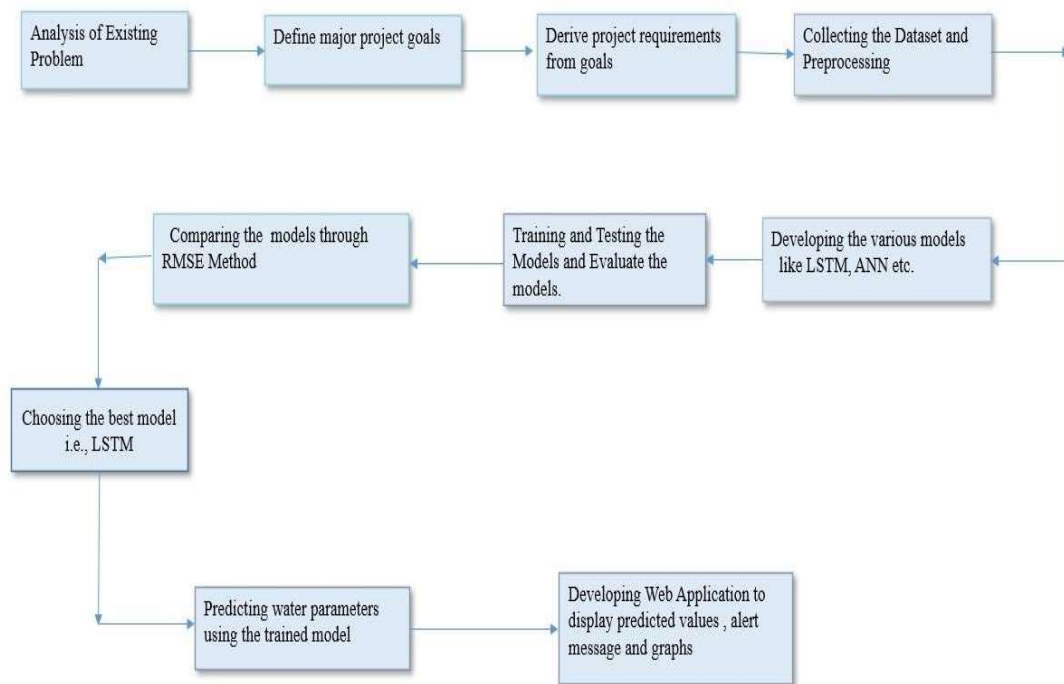 Analysis of Existing
Problem
Define major project goals
Derive project requirements
from goals
Collecting the Dataset and
Preprocessing
Developing the various models
like LSTM, ANN etc.
Training and Testing the
Models and Evaluate the
models.
Comparing the models through
RMSE Method
Choosing the best model
i.e., LSTM
Predicting water parameters
using the trained model
Developing Web Application to
display predicted values , alert
message and graphs